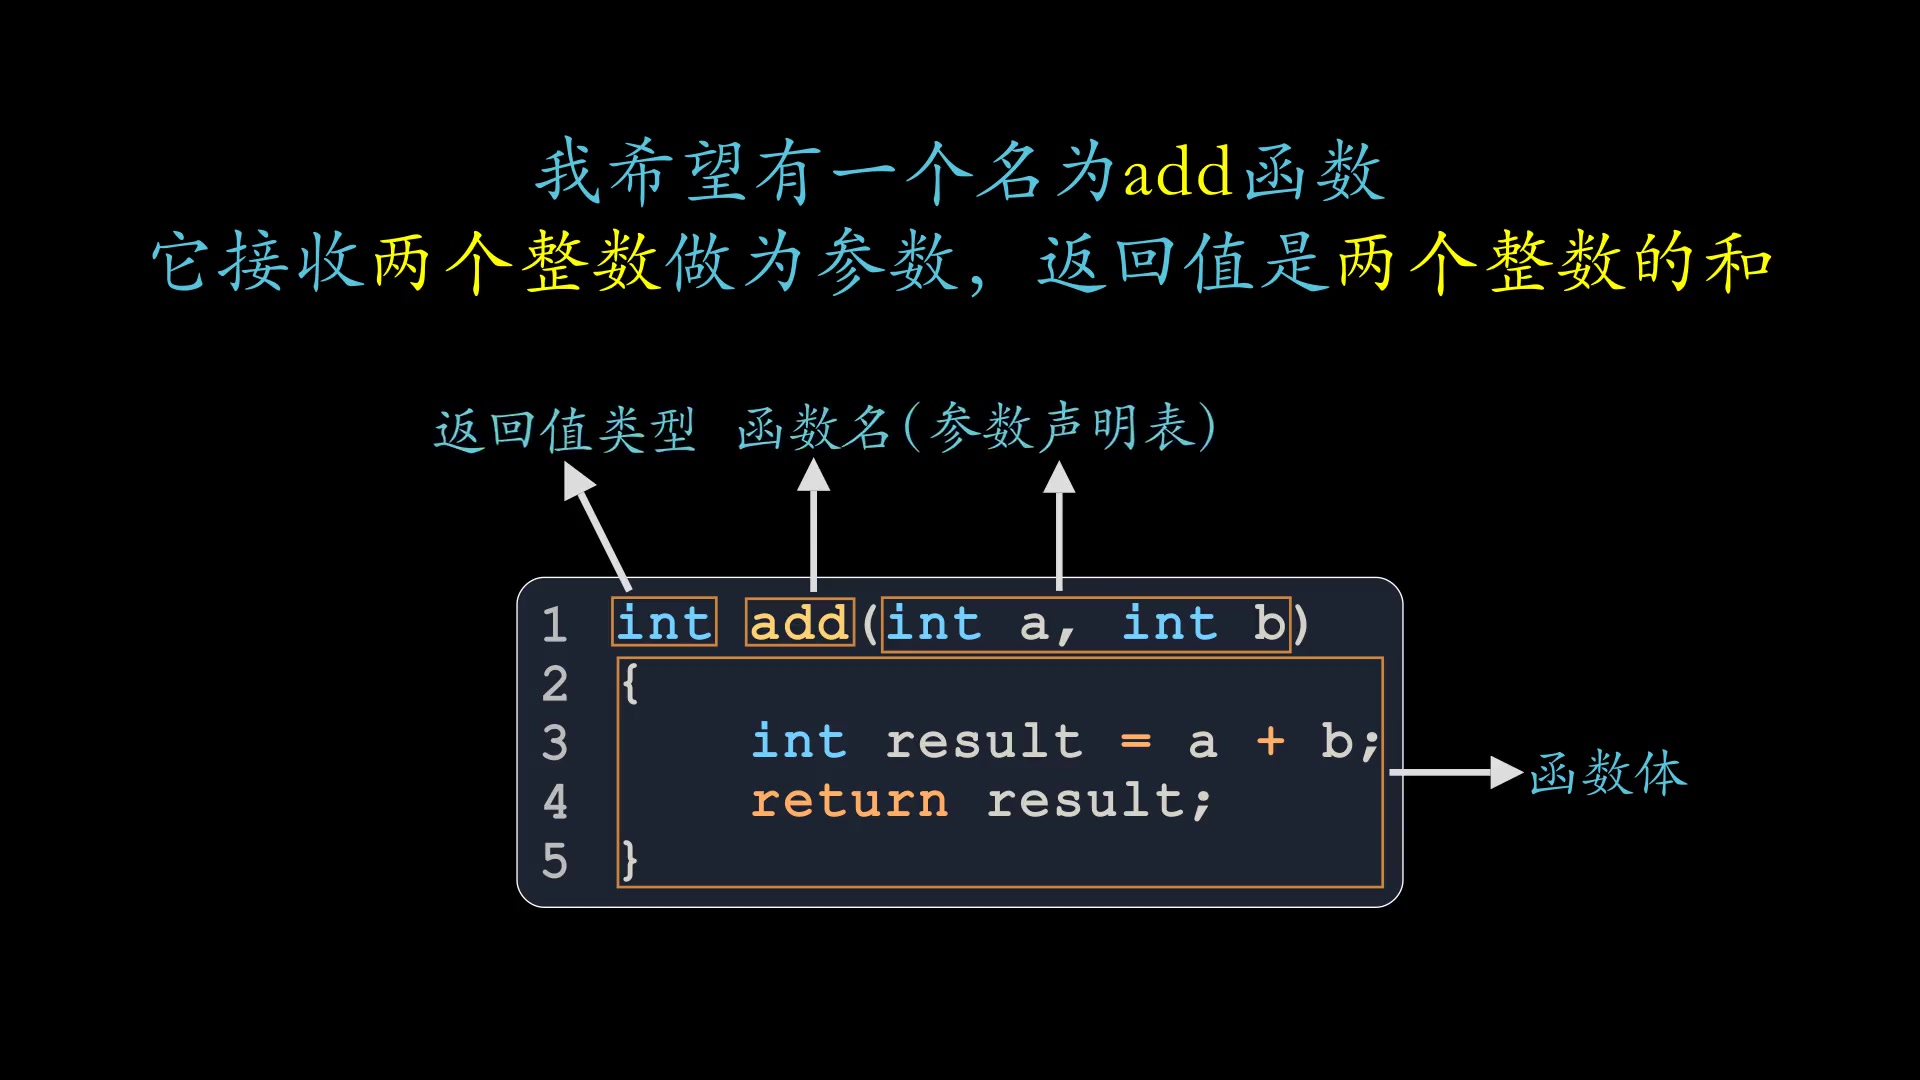 我希望有一个名为add函数
它接收两个整数做为参数，返回值是两个整数的和
返回值类型 函数名(参数声明表)
1 int add(int a, int b)
2 {
3 int result = a + b;
4 return result;
5 }
函数体